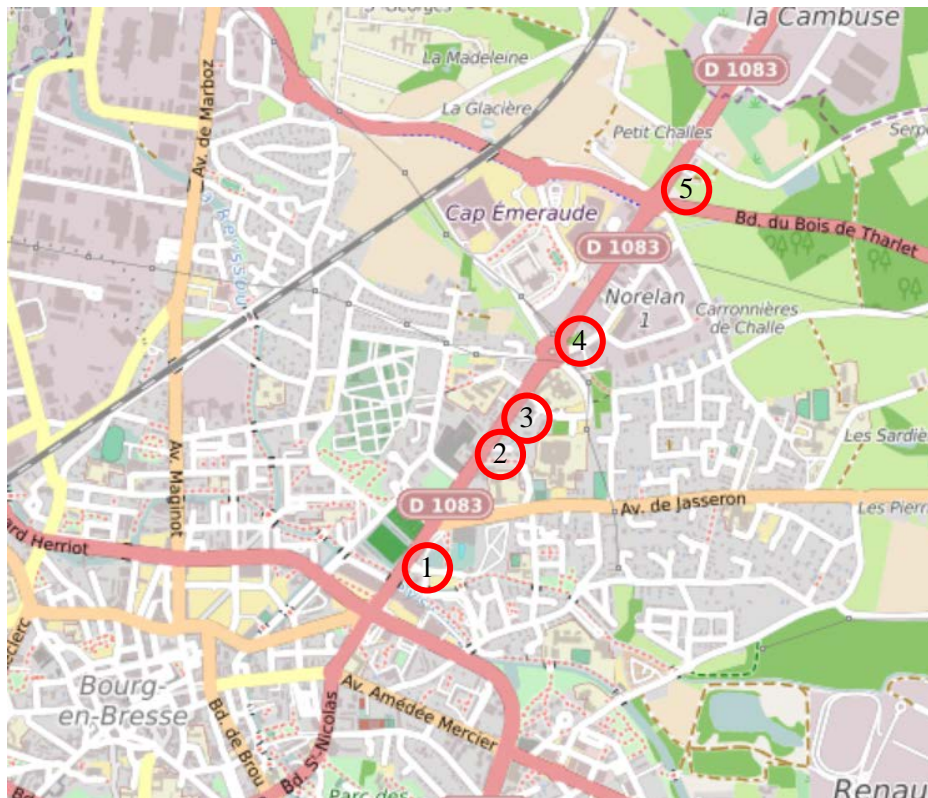 S Georges
la Cambuse
La Madeleine
D 1083
La Glacière
Av. de Marboz
Petit Challes
5
Cap Émeraude
Bd. du Bois de Tharlet
D 1083
Norelan
1
Carronnières
de Challe
4
3
2
Les Sardiè
Av. Maginot
D 1083
Av. de Jasseron
Les Pierr
ard Herriot
1
eclerc
Bourg-
en-Bresse
Av. Amédée
Mercier
Bd. de Brou
Bd. St-Nicolas
Parc-des-
Renau